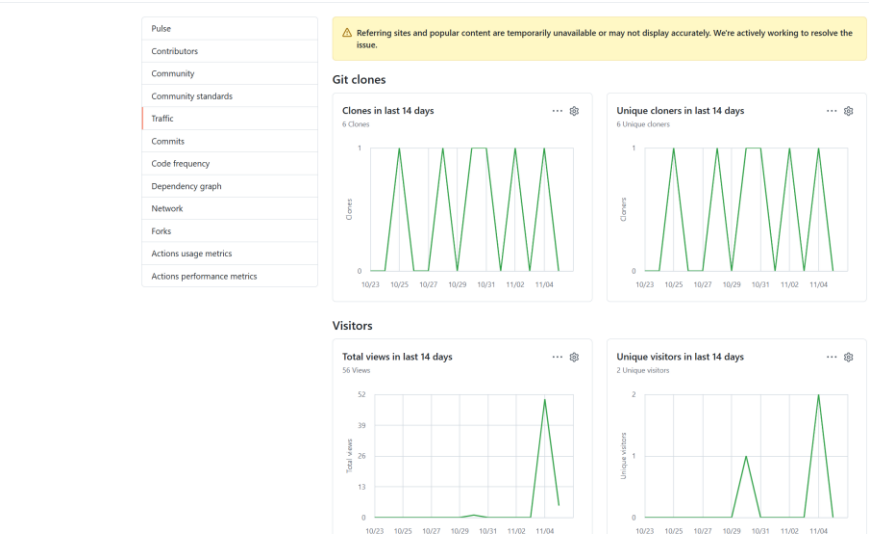 Pulse
Contributors
Community
Community standards
Traffic
Commits
Code frequency
Dependency graph
Network
Forks
Actions usage metrics
Actions performance metrics
Referring sites and popular content are temporarily unavailable or may not display accurately. We're actively working to resolve the
issue.
Git clones
Clones in last 14 days
6 Clones
1
Clones
0
10/23 10/25 10/27 10/29 10/31 11/02 11/04
Unique cloners in last 14 days
6 Unique cloners
1
Cloners
0
10/23 10/25 10/27 10/29 10/31 11/02 11/04
Visitors
Total views in last 14 days
56 Views
52
39
26
13
0
Total views
10/23 10/25 10/27 10/29 10/31 11/02 11/04
Unique visitors in last 14 days
2 Unique visitors
2
1
0
Unique visitors
10/23 10/25 10/27 10/29 10/31 11/02 11/04